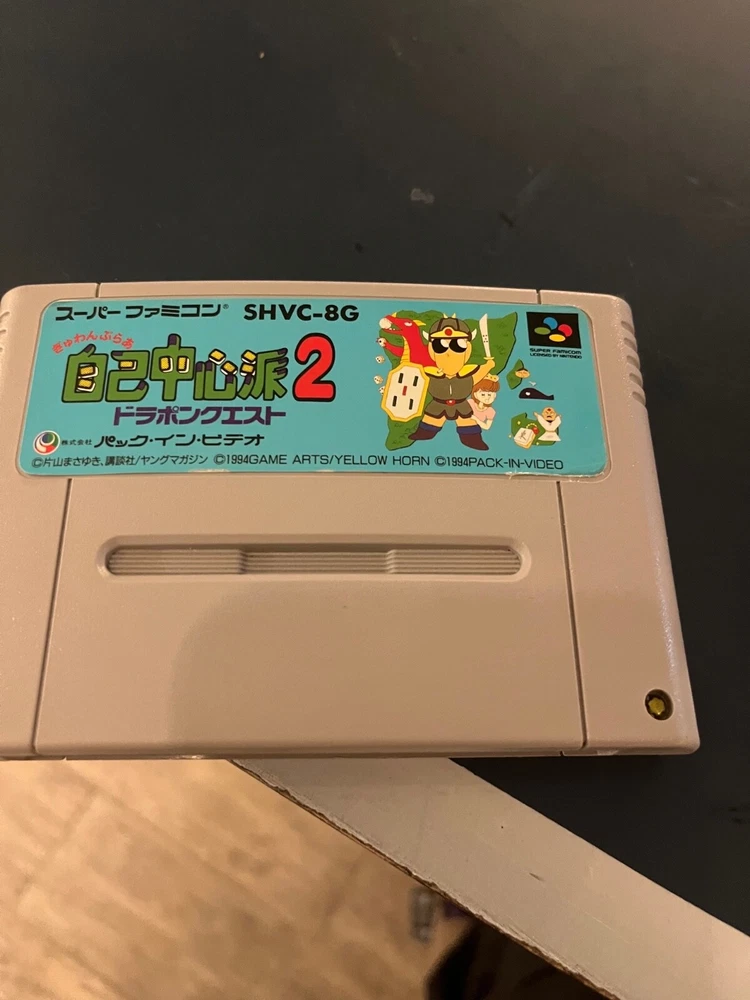 スーパーファミコン® SHVC-8G
ぎゅわんぶらあ
自己中心派2
ドラポンクエスト
株式会社 パック・イン・ビデオ
©片山まさゆき、講談社/ヤングマガジン ©1994GAME ARTS/YELLOW HORN ©1994PACK-IN-VIDEO
SUPER FAMICOM
LICENSED BY NINTENDO